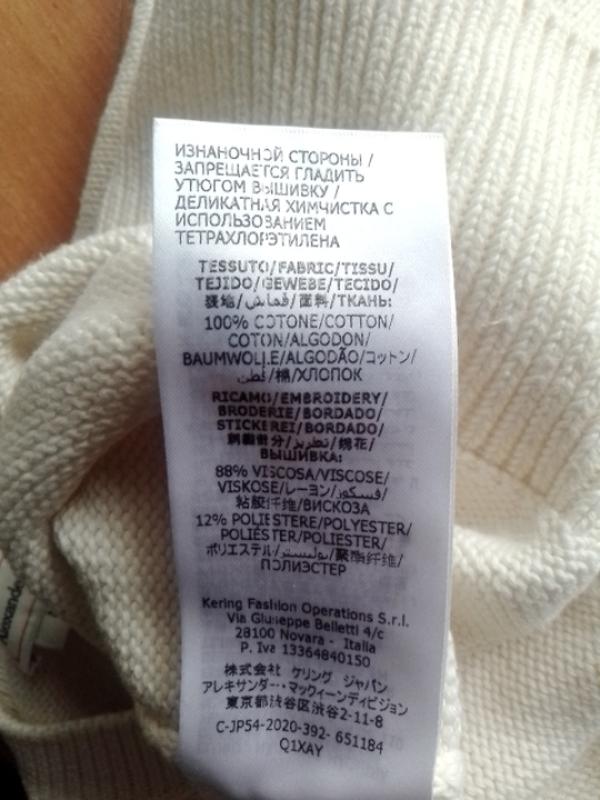 ИЗНАНОЧНОЙ СТОРОНЫ /
ЗАПРЕЩАЕТСЯ ГЛАДИТЬ
УТЮГОМ ВЫШИВКУ /
ДЕЛИКАТНАЯ ХИМЧИСТКА С
ИСПОЛЬЗОВАНИЕМ
ТЕТРАХЛОРЭТИЛЕНА
TESSUTO/FABRIC/TISSU/
TEJIDO/GEWEBE/TECIDO/
表地/قماش/面料/ТКАНЬ:
100% COTONE/COTTON/
COTON/ALGODON/
BAUMWOLLE/ALGODÃO/コットン/
قطن/棉/ХЛОПОК
RICAMO/EMBROIDERY/
BRODERIE/BORDADO/
STICKEREI/BORDADO/
刺繍部分/تطريز/绣花/
ВЫШИВКА:
88% VISCOSA/VISCOSE/
VISKOSE/レーヨン/فسكوز/
粘胶纤维/ВИСКОЗА
12% POLIESTERE/POLYESTER/
POLIÉSTER/POLIESTER/
ポリエステル/بوليستر/聚酯纤维/
ПОЛИЭСТЕР
Kering Fashion Operations S.r.l.
Via Giuseppe Belletti 4/c
28100 Novara - Italia
P. Iva 13364840150
株式会社 ケリング ジャパン
アレキサンダー・マックイーンディビジョン
東京都渋谷区渋谷2-11-8
C-JP54-2020-392- 651184
Q1XAY